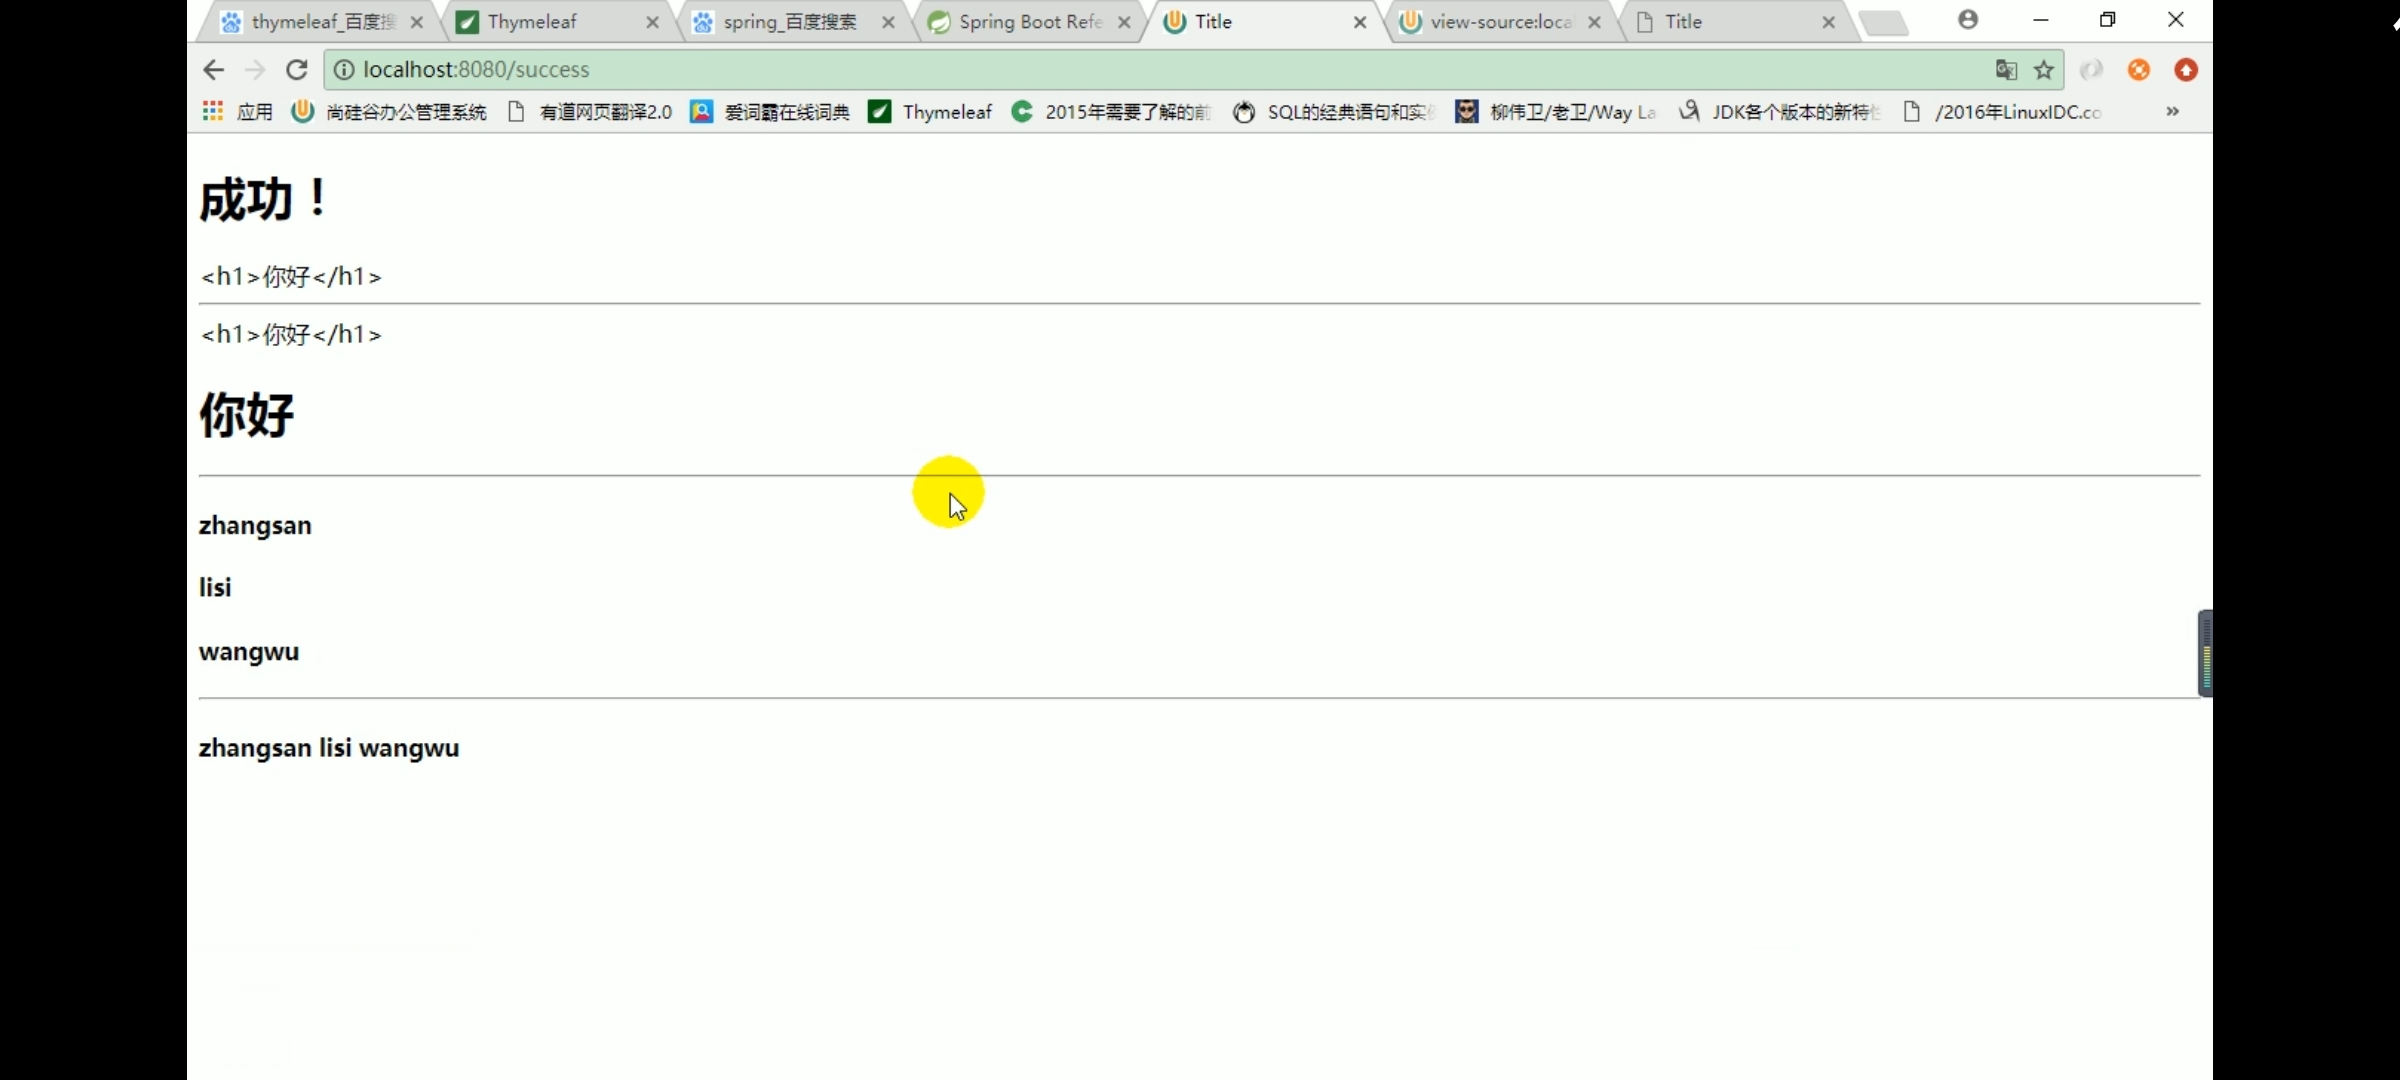 thymeleaf_百度搜
Thymeleaf
spring_百度搜索
Spring Boot Refe
Title
view-source:loca
Title
localhost:8080/success
应用
尚硅谷办公管理系统
有道网页翻译2.0
爱词霸在线词典
Thymeleaf
2015年需要了解的前
SQL的经典语句和实
柳伟卫/老卫/Way La
JDK各个版本的新特
/2016年LinuxIDC.co
»
成功！
<h1>你好</h1>
<h1>你好</h1>
你好
zhangsan
lisi
wangwu
zhangsan lisi wangwu